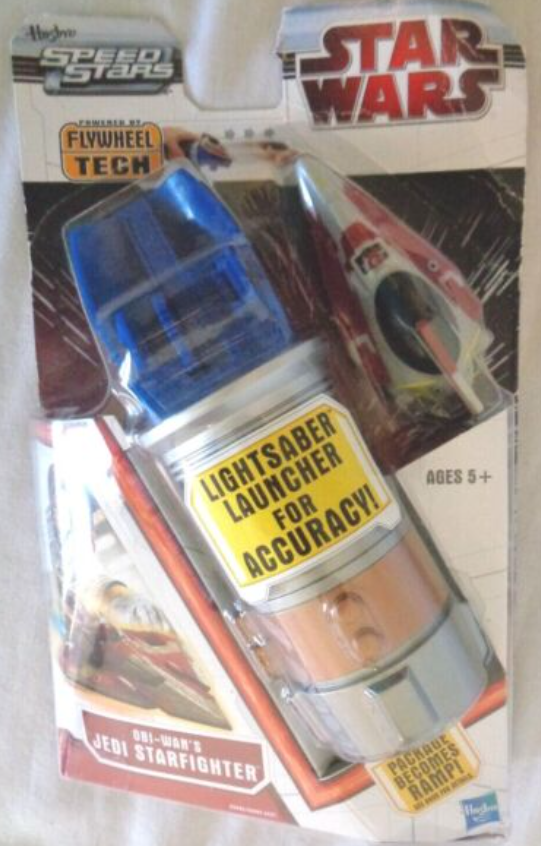 Hasbro
SPEED
STARS
STAR
WARS
POWERED BY
FLYWHEEL
TECH
LIGHTSABER
LAUNCHER
FOR
ACCURACY!
AGES 5+
OBI-WAN'S
JEDI STARFIGHTER
PACKAGE
BECOMES
RAMP!
Hasbro